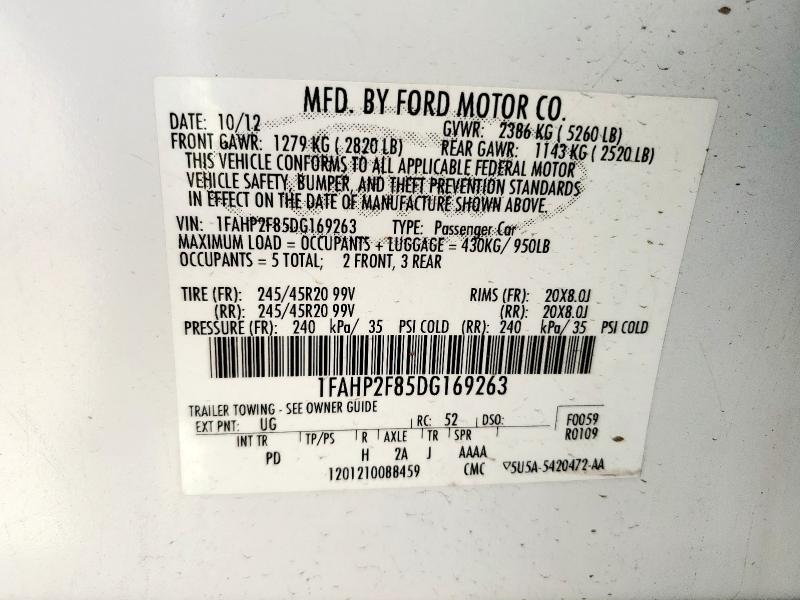 MFD. BY FORD MOTOR CO.
DATE: 10/12 GVWR: 2386 KG ( 5260 LB)
FRONT GAWR: 1279 KG ( 2820 LB) REAR GAWR: 1143 KG ( 2520LB)
THIS VEHICLE CONFORMS TO ALL APPLICABLE FEDERAL MOTOR
VEHICLE SAFETY, BUMPER, AND THEFT PREVENTION STANDARDS
IN EFFECT ON THE DATE OF MANUFACTURE SHOWN ABOVE.
VIN: 1FAHP2F85DG169263 TYPE: Passenger Car
MAXIMUM LOAD = OCCUPANTS + LUGGAGE = 430KG/ 950LB
OCCUPANTS = 5 TOTAL; 2 FRONT, 3 REAR
TIRE (FR): 245/45R20 99V RIMS (FR): 20X8.0J
(RR): 245/45R20 99V (RR): 20X8.0J
PRESSURE (FR): 240 kPa/ 35 PSI COLD (RR): 240 kPa/ 35 PSI COLD
1FAHP2F85DG169263
TRAILER TOWING - SEE OWNER GUIDE
EXT PNT: UG RC: 52 DSO: F0059
R0109
INT TR TP/PS R AXLE TR SPR
PD H 2A J AAAA
1201210088459 CMC ▽5U5A-5420472-AA